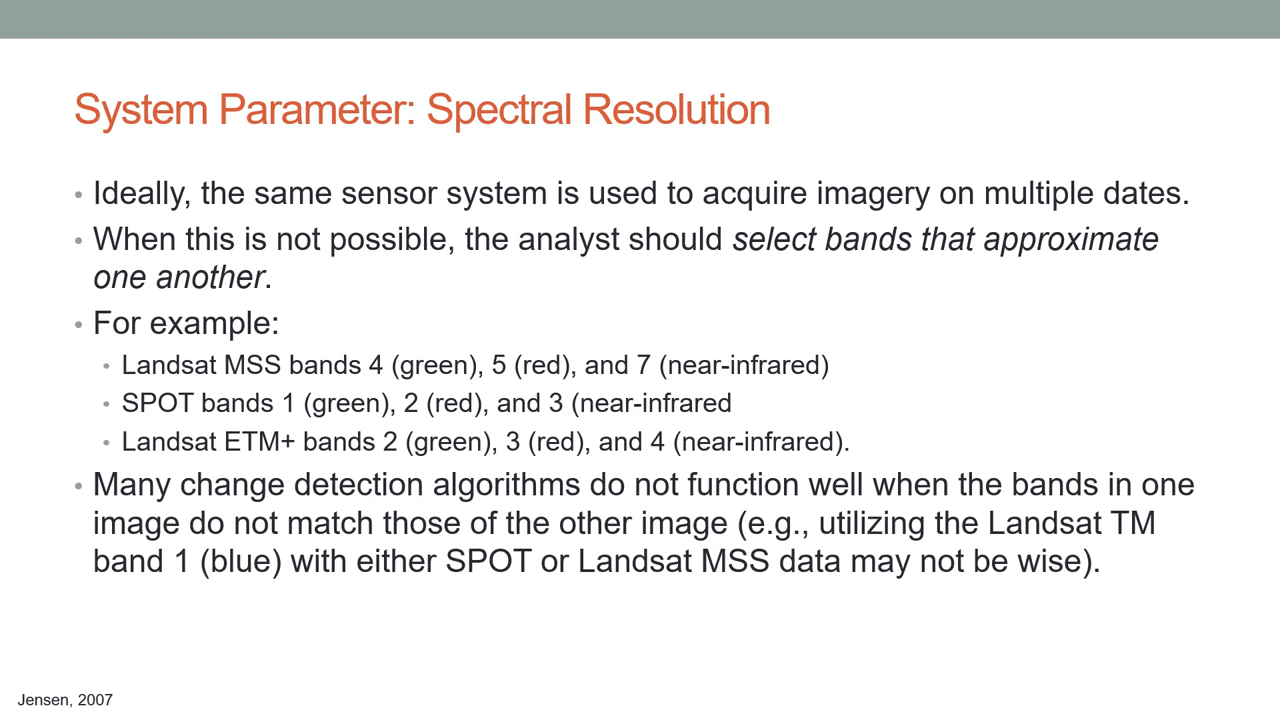 System Parameter: Spectral Resolution
• Ideally, the same sensor system is used to acquire imagery on multiple dates.
• When this is not possible, the analyst should select bands that approximate
one another.
• For example:
• Landsat MSS bands 4 (green), 5 (red), and 7 (near-infrared)
• SPOT bands 1 (green), 2 (red), and 3 (near-infrared
• Landsat ETM+ bands 2 (green), 3 (red), and 4 (near-infrared).
• Many change detection algorithms do not function well when the bands in one
image do not match those of the other image (e.g., utilizing the Landsat TM
band 1 (blue) with either SPOT or Landsat MSS data may not be wise).
Jensen, 2007